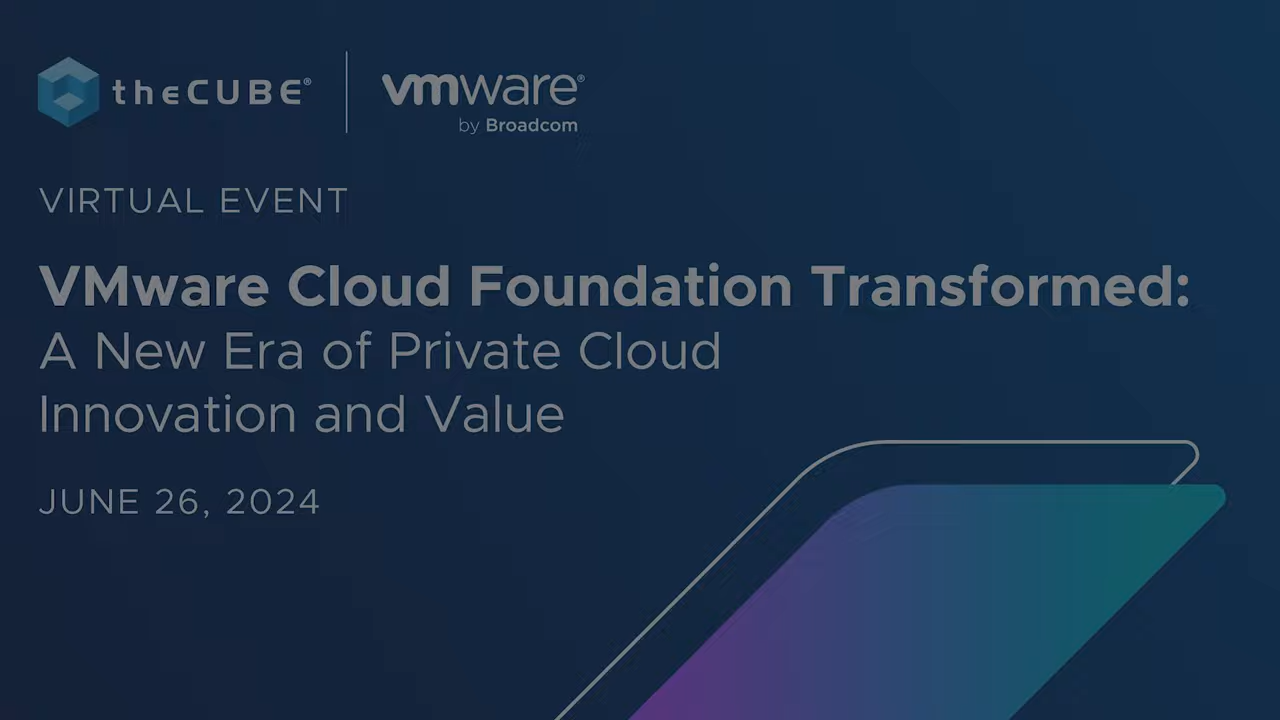 theCUBE® vmware®
by Broadcom
VIRTUAL EVENT
VMware Cloud Foundation Transformed:
A New Era of Private Cloud
Innovation and Value
JUNE 26, 2024